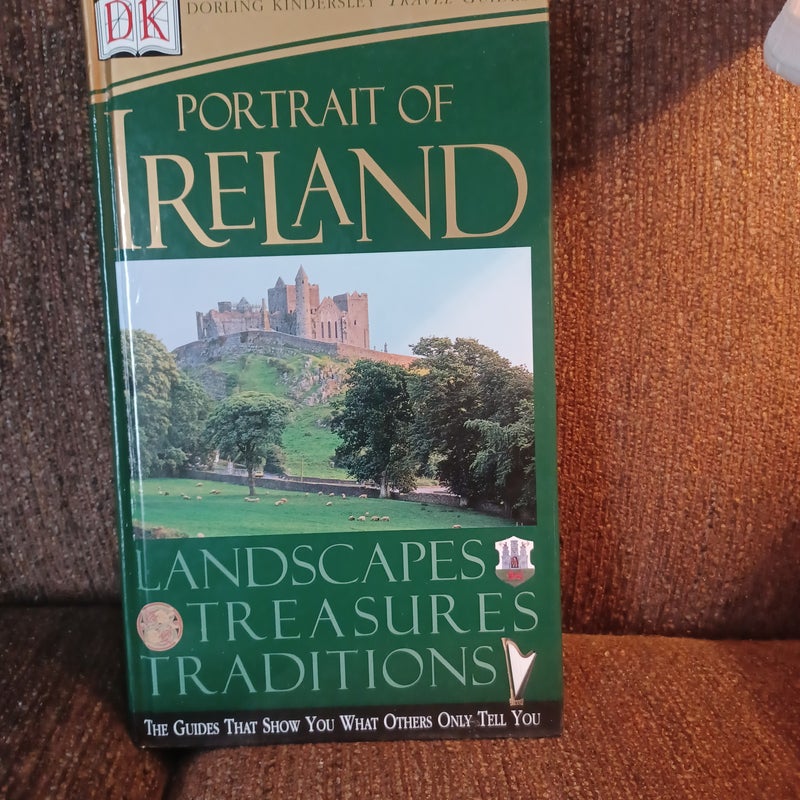 DK
DORLING KINDERSLEY TRAVEL GUIDES
PORTRAIT OF
IRELAND
LANDSCAPES
TREASURES
TRADITIONS
THE GUIDES THAT SHOW YOU WHAT OTHERS ONLY TELL YOU